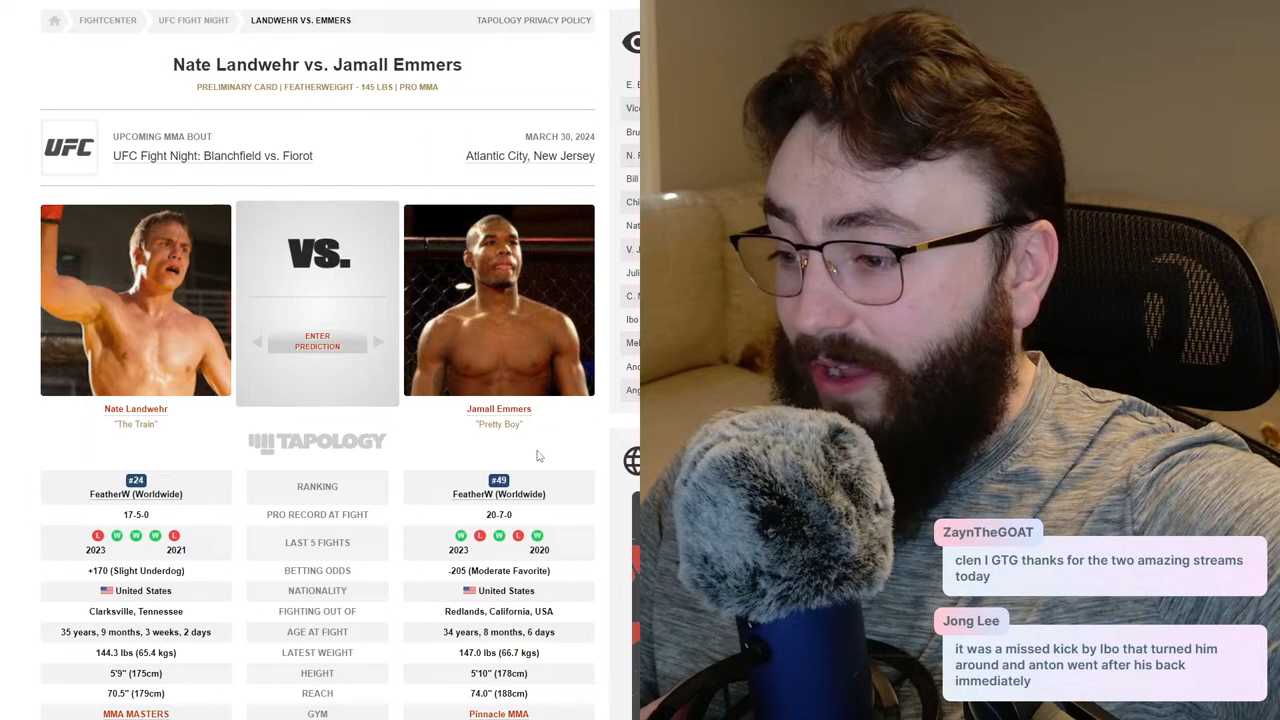 FIGHTCENTER
UFC FIGHT NIGHT
LANDWEHR VS. EMMERS
TAPOLOGY PRIVACY POLICY
Nate Landwehr vs. Jamall Emmers
PRELIMINARY CARD | FEATHERWEIGHT · 145 LBS | PRO MMA
UFC
UPCOMING MMA BOUT
MARCH 30, 2024
UFC Fight Night: Blanchfield vs. Fiorot
Atlantic City, New Jersey
VS.
ENTER
PREDICTION
Nate Landwehr
"The Train"
Jamall Emmers
"Pretty Boy"
TAPOLOGY
#24
FeatherW (Worldwide)
RANKING
#49
FeatherW (Worldwide)
17-5-0
PRO RECORD AT FIGHT
20-7-0
L W W W L
2023 2021
LAST 5 FIGHTS
W L W L W
2023 2020
+170 (Slight Underdog)
BETTING ODDS
-205 (Moderate Favorite)
United States
NATIONALITY
United States
Clarksville, Tennessee
FIGHTING OUT OF
Redlands, California, USA
35 years, 9 months, 3 weeks, 2 days
AGE AT FIGHT
34 years, 8 months, 6 days
144.3 lbs (65.4 kgs)
LATEST WEIGHT
147.0 lbs (66.7 kgs)
5'9" (175cm)
HEIGHT
5'10" (178cm)
70.5" (179cm)
REACH
74.0" (188cm)
MMA MASTERS
GYM
Pinnacle MMA
ZaynTheGOAT
clen I GTG thanks for the two amazing streams
today
Jong Lee
it was a missed kick by Ibo that turned him
around and anton went after his back
immediately